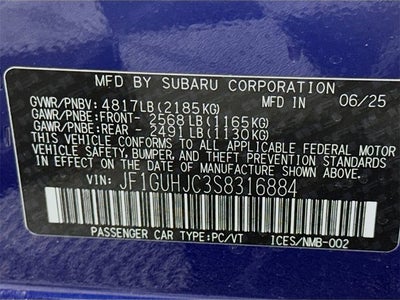 MFD BY SUBARU CORPORATION
GVWR/PNBV: 4817LB(2185KG) 06/25
GAWR/PNBE:FRONT- 2568LB(1165KG)
GAWR/PNBE:REAR - 2491LB(1130KG)
THIS VEHICLE CONFORMS TO ALL APPLICABLE FEDERAL MOTOR
VEHICLE SAFETY, BUMPER, AND THEFT PREVENTION STANDARDS
IN EFFECT ON THE DATE OF MANUFACTURE SHOWN ABOVE.
VIN: JF1GUHJC3S8316884
PASSENGER CAR TYPE:PC/VT ICES/NMB-002